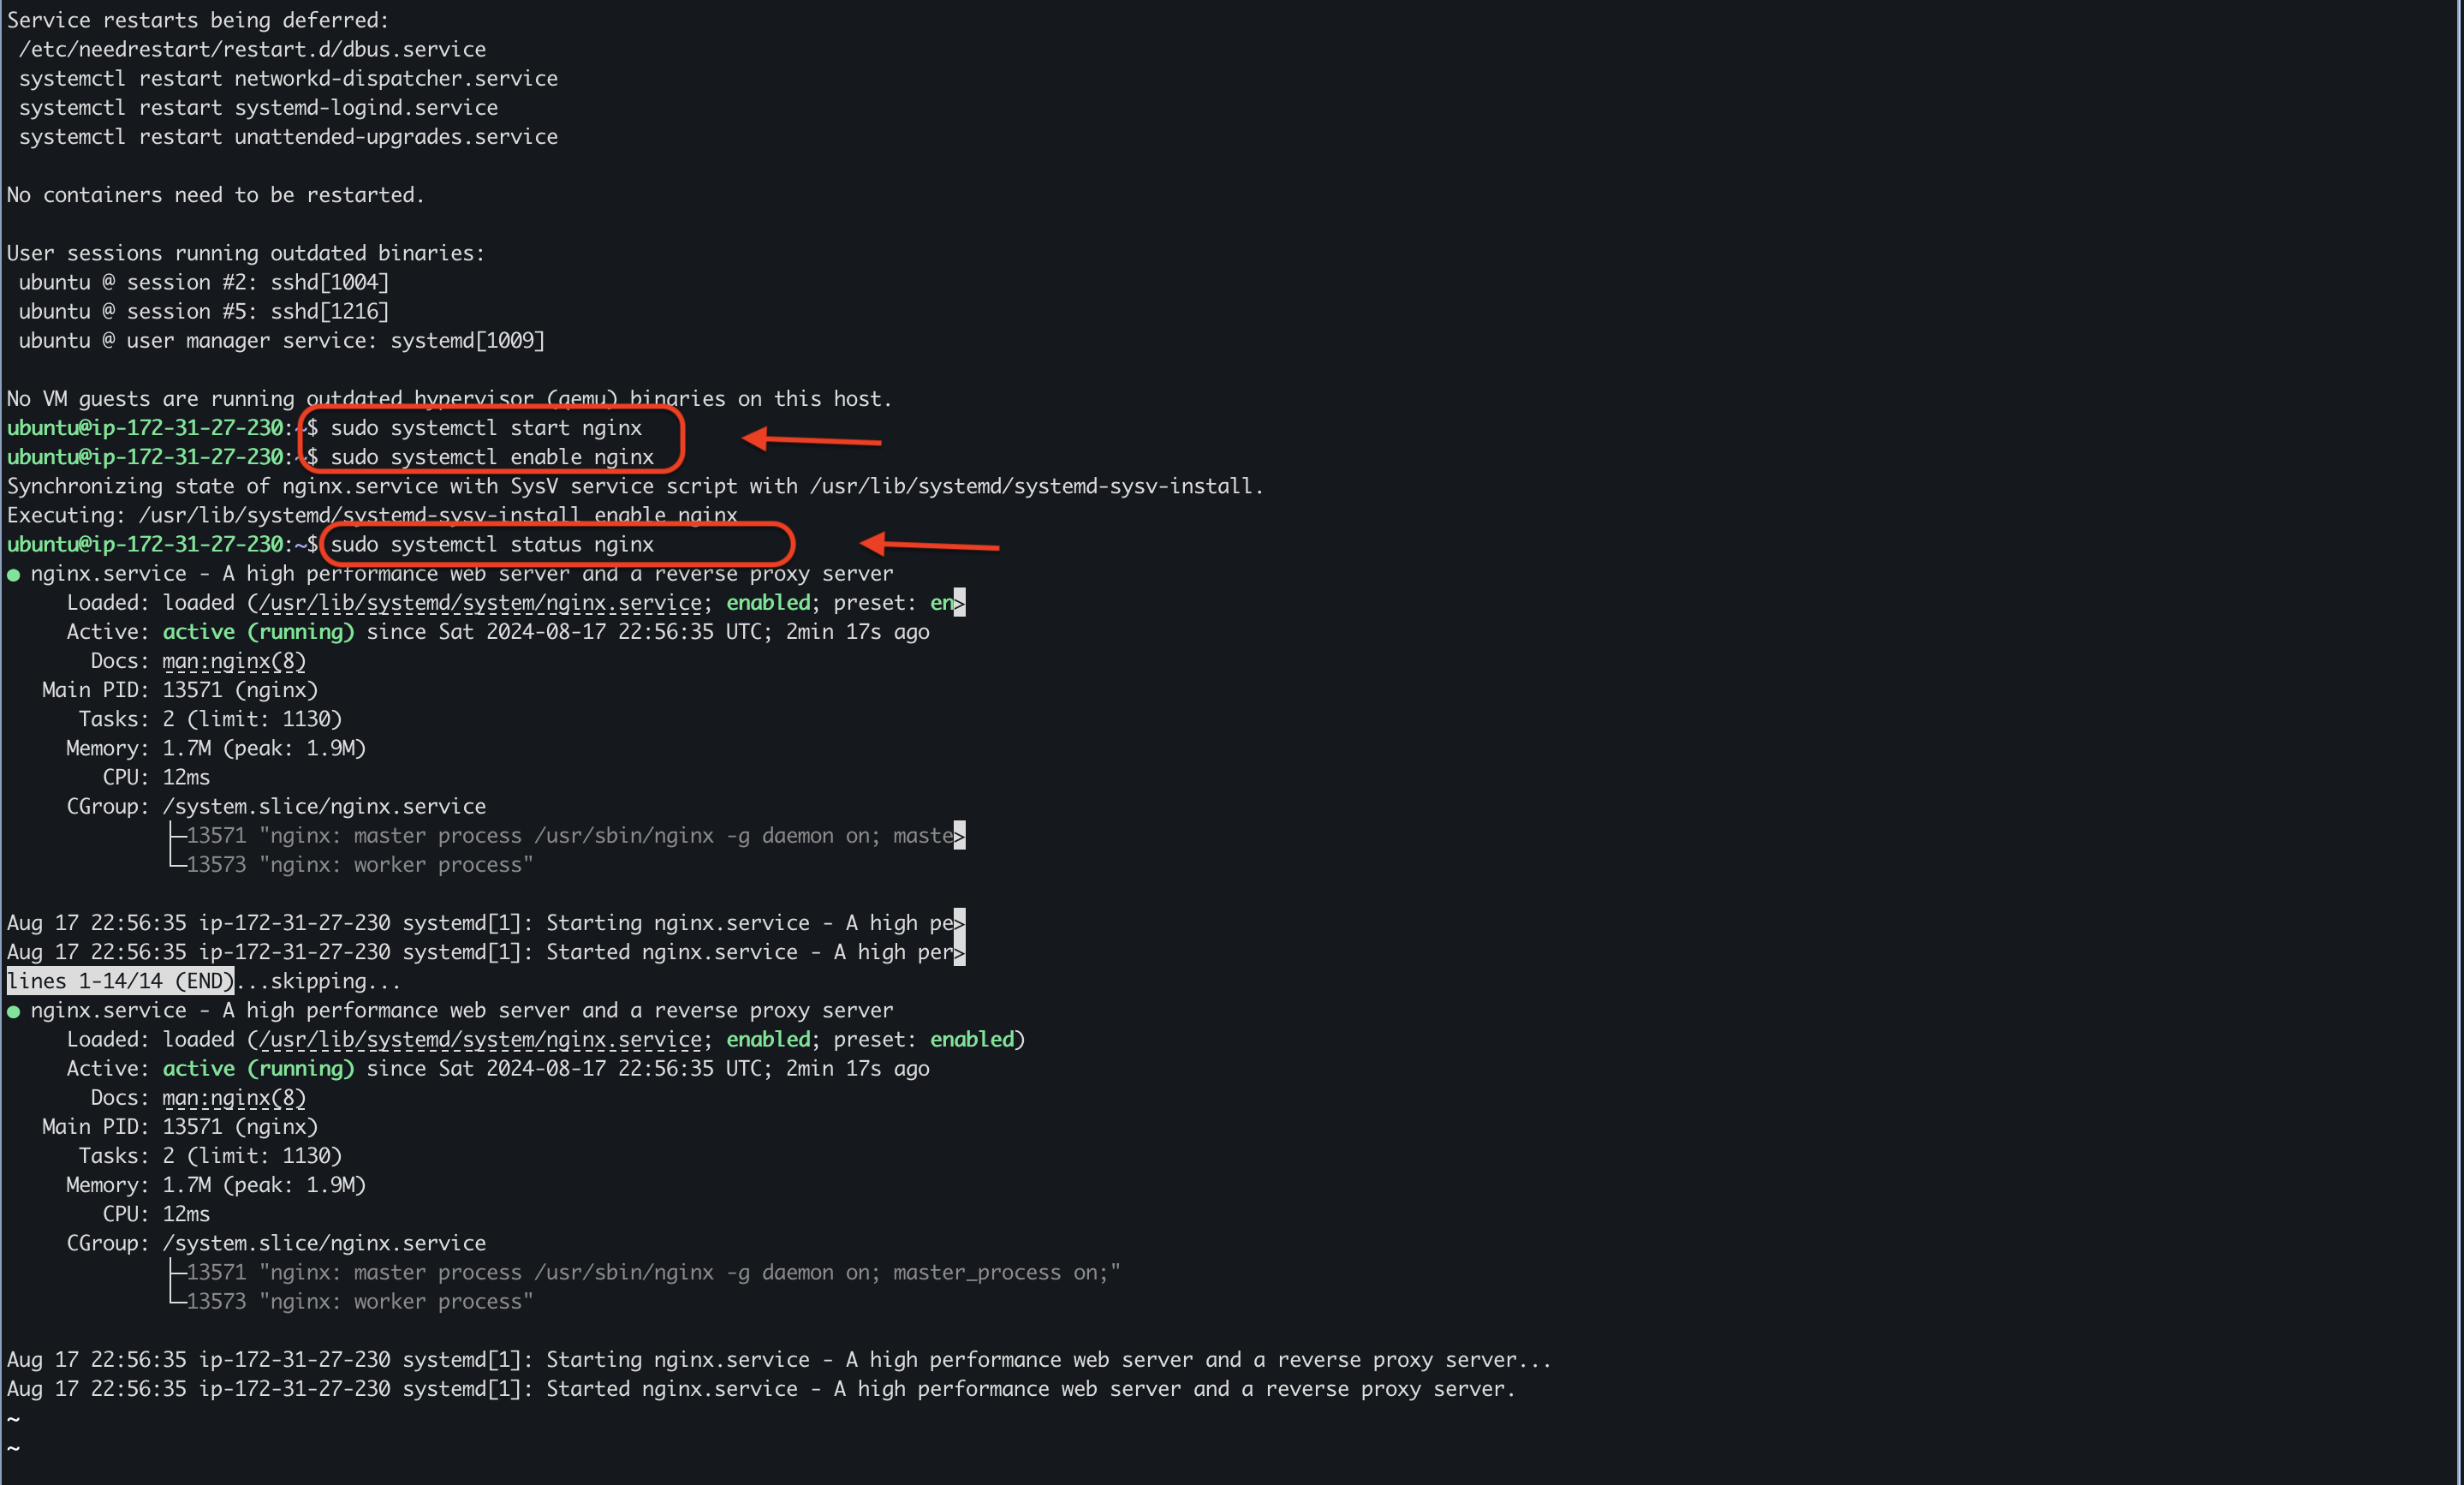 Service restarts being deferred:
 /etc/needrestart/restart.d/dbus.service
 systemctl restart networkd-dispatcher.service
 systemctl restart systemd-logind.service
 systemctl restart unattended-upgrades.service

No containers need to be restarted.

User sessions running outdated binaries:
 ubuntu @ session #2: sshd[1004]
 ubuntu @ session #5: sshd[1216]
 ubuntu @ user manager service: systemd[1009]

No VM guests are running outdated hypervisor (qemu) binaries on this host.
ubuntu@ip-172-31-27-230:~$ sudo systemctl start nginx
ubuntu@ip-172-31-27-230:~$ sudo systemctl enable nginx
Synchronizing state of nginx.service with SysV service script with /usr/lib/systemd/systemd-sysv-install.
Executing: /usr/lib/systemd/systemd-sysv-install enable nginx
ubuntu@ip-172-31-27-230:~$ sudo systemctl status nginx
● nginx.service - A high performance web server and a reverse proxy server
     Loaded: loaded (/usr/lib/systemd/system/nginx.service; enabled; preset: en>
     Active: active (running) since Sat 2024-08-17 22:56:35 UTC; 2min 17s ago
       Docs: man:nginx(8)
   Main PID: 13571 (nginx)
      Tasks: 2 (limit: 1130)
     Memory: 1.7M (peak: 1.9M)
        CPU: 12ms
     CGroup: /system.slice/nginx.service
             ├─13571 "nginx: master process /usr/sbin/nginx -g daemon on; maste>
             └─13573 "nginx: worker process"

Aug 17 22:56:35 ip-172-31-27-230 systemd[1]: Starting nginx.service - A high pe>
Aug 17 22:56:35 ip-172-31-27-230 systemd[1]: Started nginx.service - A high per>
lines 1-14/14 (END)...skipping...
● nginx.service - A high performance web server and a reverse proxy server
     Loaded: loaded (/usr/lib/systemd/system/nginx.service; enabled; preset: enabled)
     Active: active (running) since Sat 2024-08-17 22:56:35 UTC; 2min 17s ago
       Docs: man:nginx(8)
   Main PID: 13571 (nginx)
      Tasks: 2 (limit: 1130)
     Memory: 1.7M (peak: 1.9M)
        CPU: 12ms
     CGroup: /system.slice/nginx.service
             ├─13571 "nginx: master process /usr/sbin/nginx -g daemon on; master_process on;"
             └─13573 "nginx: worker process"

Aug 17 22:56:35 ip-172-31-27-230 systemd[1]: Starting nginx.service - A high performance web server and a reverse proxy server...
Aug 17 22:56:35 ip-172-31-27-230 systemd[1]: Started nginx.service - A high performance web server and a reverse proxy server.
~
~